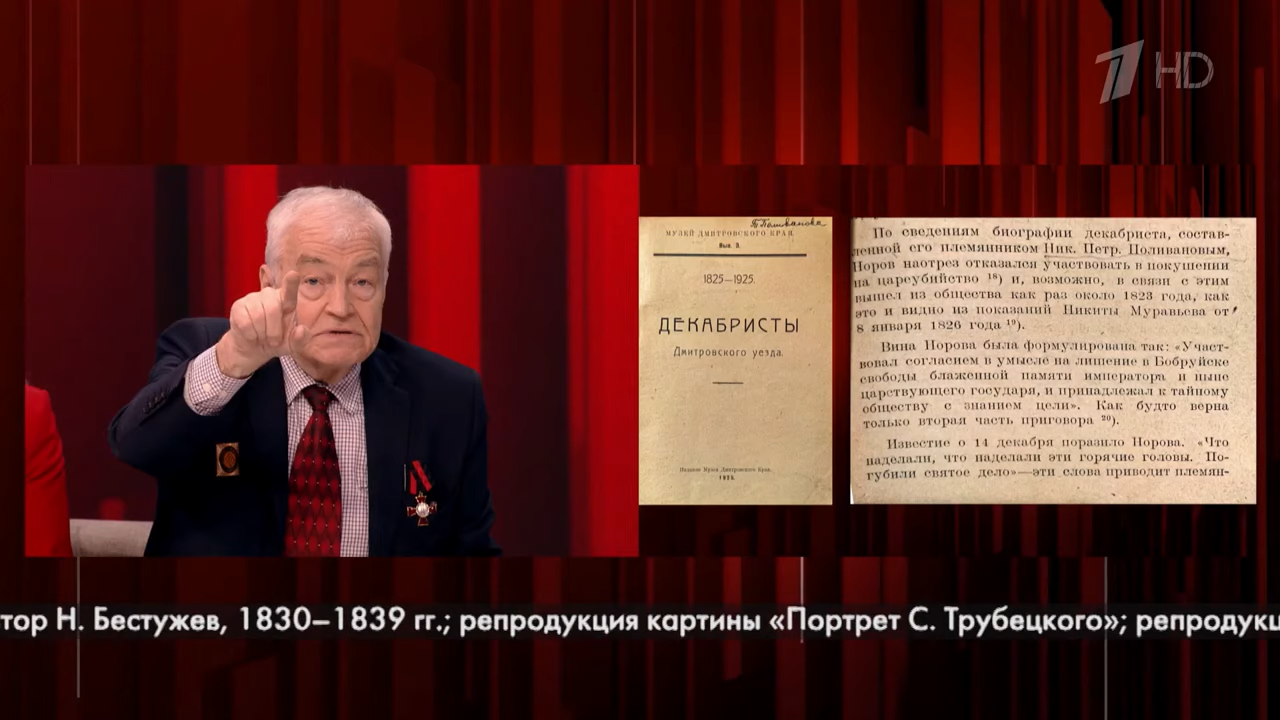 1 HD
Т Поливанова
МУЗЕЙ ДМИТРОВСКОГО КРАЯ.
Вып. 3.
1825—1925.
ДЕКАБРИСТЫ
Дмитровского уезда.
Издание Музея Дмитровского Края.
1925.
По сведениям биографии декабриста, состав-
ленной его племянником Ник. Петр. Поливановым,
Норов наотрез отказался участвовать в покушении
на цареубийство 18) и, возможно, в связи с этим
вышел из общества как раз около 1823 года, как
это и видно из показаний Никиты Муравьева от
8 января 1826 года 19).
Вина Норова была формулирована так: «Участ-
вовал согласием в умысле на лишение в Бобруйске
свободы блаженной памяти императора и ныне
царствующего государя, и принадлежал к тайному
обществу с знанием цели». Как будто верна
только вторая часть приговора 20).
Известие о 14 декабря поразило Норова. «Что
наделали, что наделали эти горячие головы. По-
губили святое дело»—эти слова приводит племян-
тор Н. Бестужев, 1830–1839 гг.; репродукция картины «Портрет С. Трубецкого»; репродукц